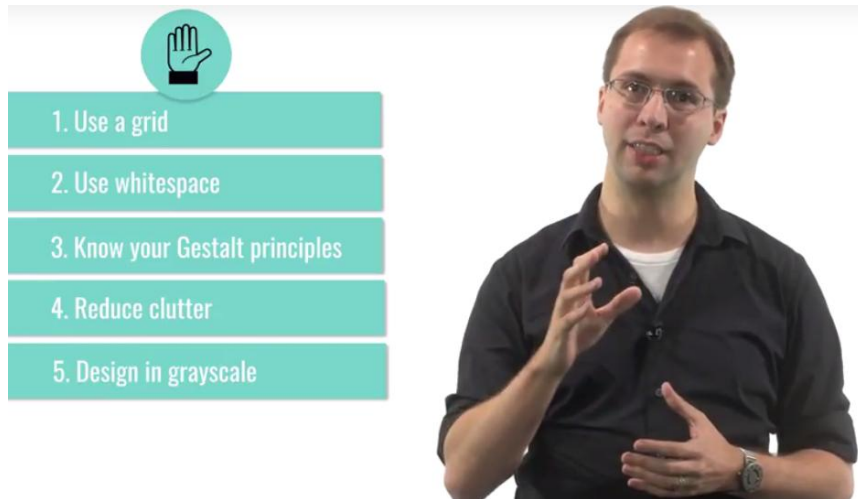 1. Use a grid
2. Use whitespace
3. Know your Gestalt principles
4. Reduce clutter
5. Design in grayscale